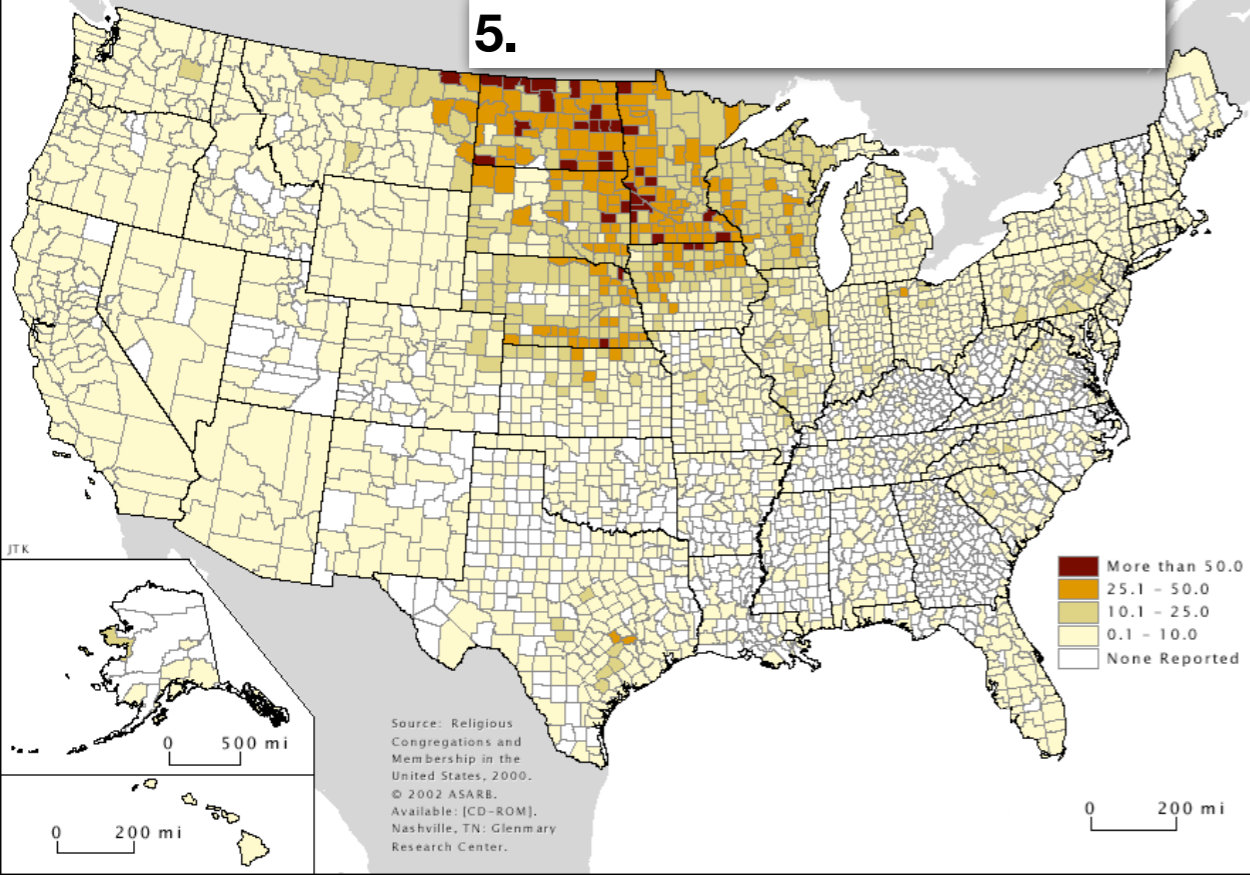 5.
JTK
More than 50.0
25.1 – 50.0
10.1 – 25.0
0.1 – 10.0
None Reported
0 500 mi
0 200 mi
Source: Religious
Congregations and
Membership in the
United States, 2000.
© 2002 ASARB.
Available: [CD-ROM].
Nashville, TN: Glenmary
Research Center.
0 200 mi